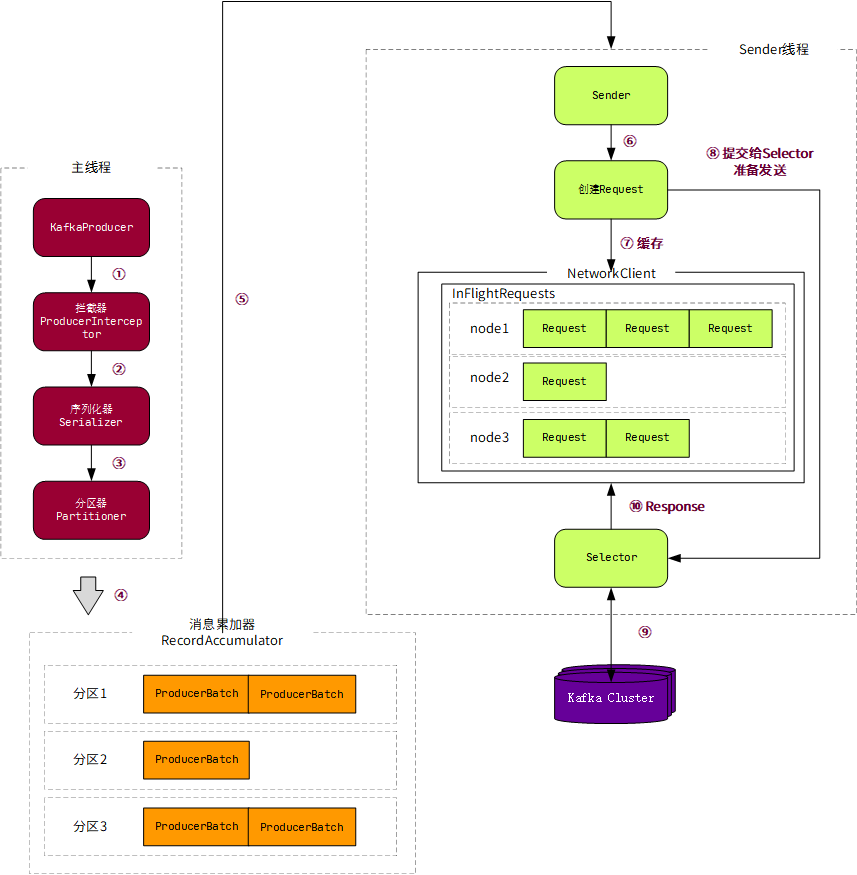 主线程
KafkaProducer
①
拦截器
ProducerIntercep
tor
②
序列化器
Serializer
③
分区器
Partitioner
④
消息累加器
RecordAccumulator
分区1
ProducerBatch
ProducerBatch
分区2
ProducerBatch
分区3
ProducerBatch
ProducerBatch
⑤
Sender线程
Sender
⑥
创建Request
⑧ 提交给Selector
准备发送
⑦ 缓存
NetworkClient
InFlightRequests
node1
Request
Request
Request
node2
Request
node3
Request
Request
⑩ Response
Selector
⑨
Kafka Cluster